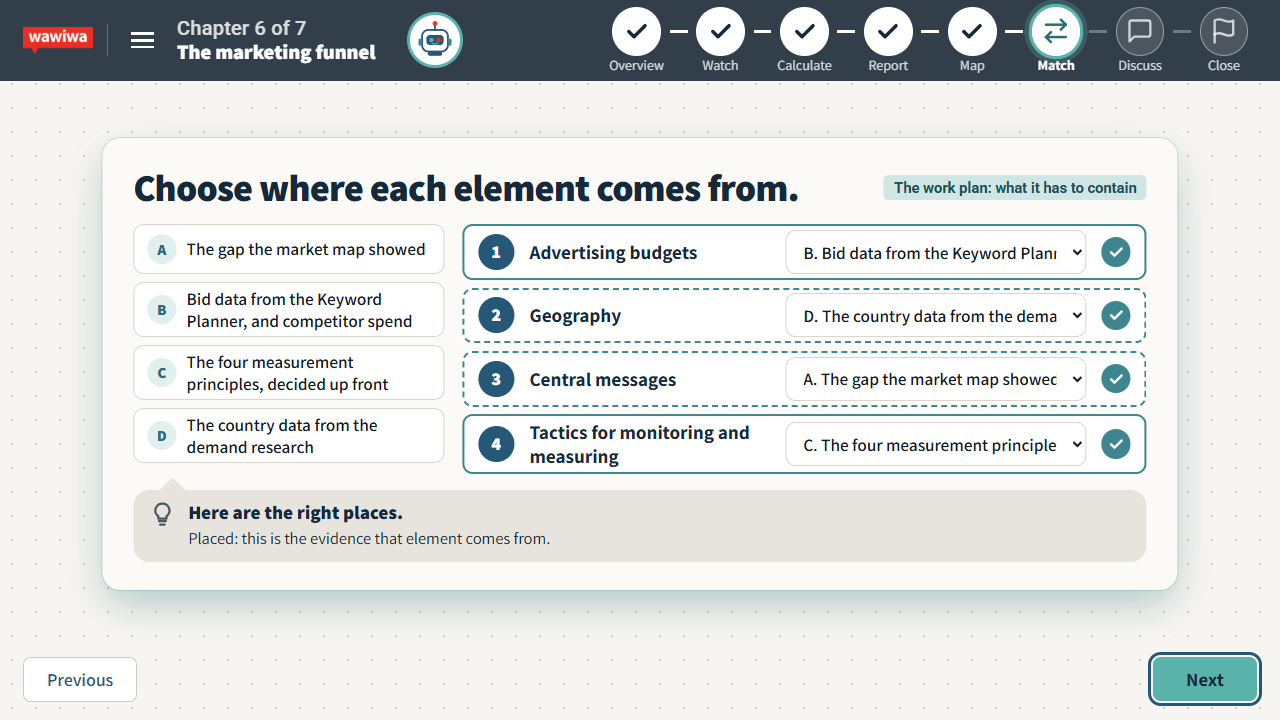 wawiwa
Chapter 6 of 7
The marketing funnel
Overview
Watch
Calculate
Report
Map
Match
Discuss
Close
Choose where each element comes from.
The work plan: what it has to contain
A
The gap the market map showed
B
Bid data from the Keyword
Planner, and competitor spend
C
The four measurement
principles, decided up front
D
The country data from the
demand research
1
Advertising budgets
B. Bid data from the Keyword Plann
2
Geography
D. The country data from the dema
3
Central messages
A. The gap the market map showed
4
Tactics for monitoring and
measuring
C. The four measurement principle
Here are the right places.
Placed: this is the evidence that element comes from.
Previous
Next